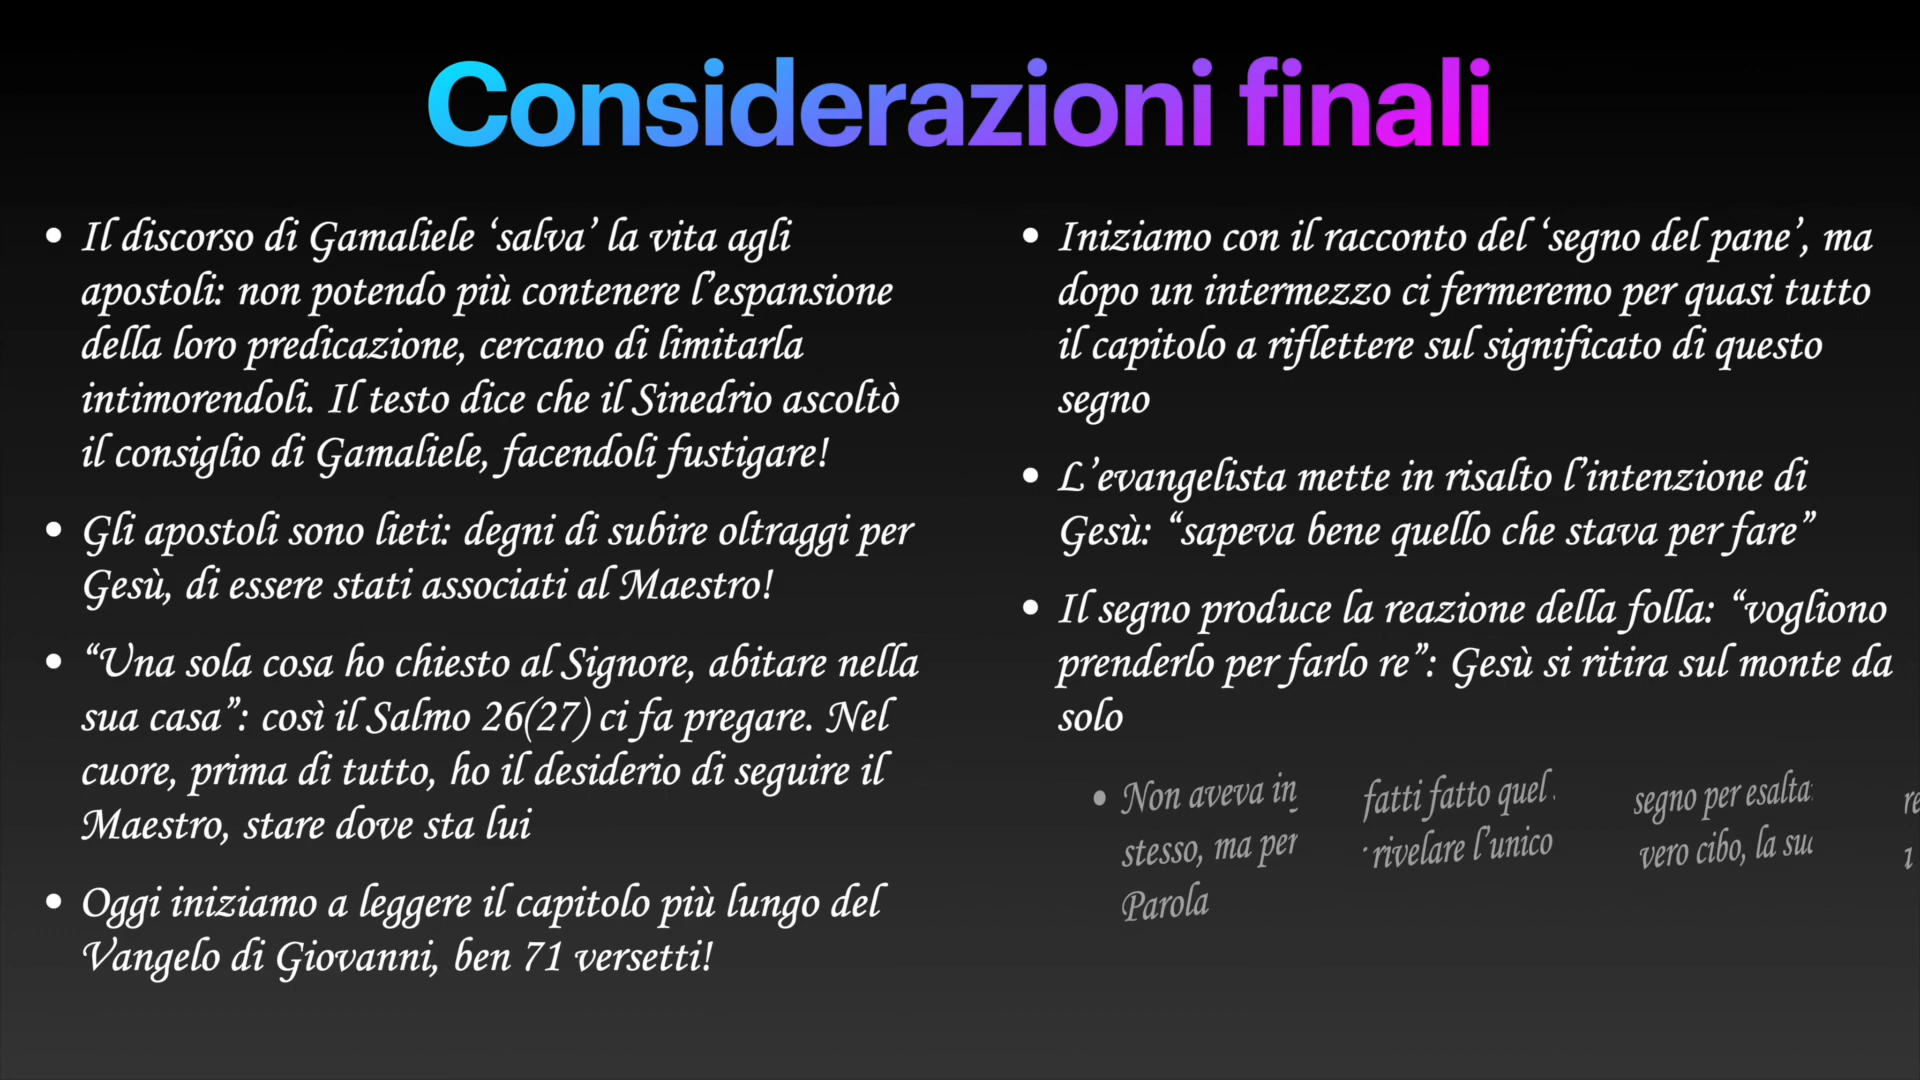 Considerazioni finali
• Il discorso di Gamaliele ‘salva’ la vita agli
apostoli: non potendo più contenere l’espansione
della loro predicazione, cercano di limitarla
intimorendoli. Il testo dice che il Sinedrio ascoltò
il consiglio di Gamaliele, facendoli fustigare!
• Gli apostoli sono lieti: degni di subire oltraggi per
Gesù, di essere stati associati al Maestro!
• “Una sola cosa ho chiesto al Signore, abitare nella
sua casa”: così il Salmo 26(27) ci fa pregare. Nel
cuore, prima di tutto, ho il desiderio di seguire il
Maestro, stare dove sta lui
• Oggi iniziamo a leggere il capitolo più lungo del
Vangelo di Giovanni, ben 71 versetti!
• Iniziamo con il racconto del ‘segno del pane’, ma
dopo un intermezzo ci fermeremo per quasi tutto
il capitolo a riflettere sul significato di questo
segno
• L’evangelista mette in risalto l’intenzione di
Gesù: “sapeva bene quello che stava per fare”
• Il segno produce la reazione della folla: “vogliono
prenderlo per farlo re”: Gesù si ritira sul monte da
solo
• Non aveva in fatti fatto quel segno per esalta re
stesso, ma per rivelare l’unico vero cibo, la su
Parola